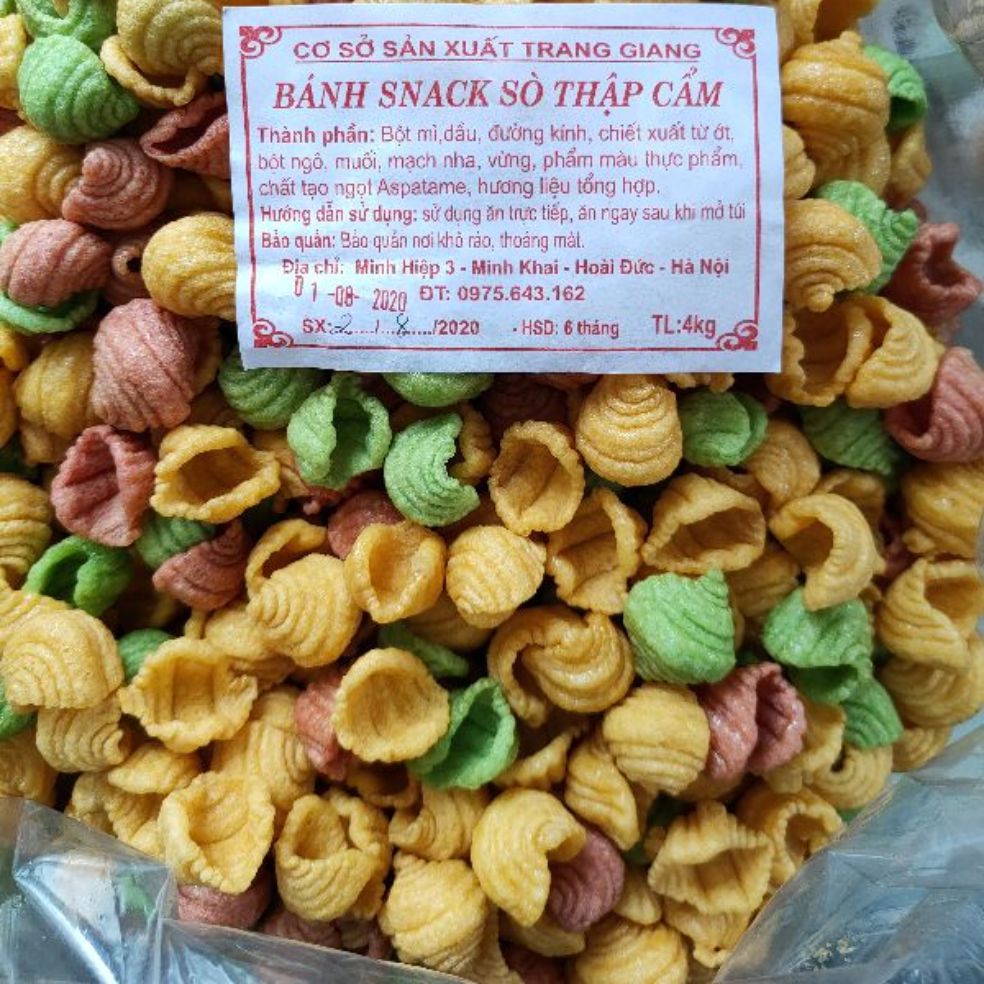 CƠ SỞ SẢN XUẤT TRANG GIANG
BÁNH SNACK SÒ THẬP CẨM
Thành phần: Bột mì,dầu, đường kính, chiết xuất từ ớt,
bột ngô, muối, mạch nha, vừng, phẩm màu thực phẩm,
chất tạo ngọt Aspatame, hương liệu tổng hợp.
Hướng dẫn sử dụng: sử dụng ăn trực tiếp, ăn ngay sau khi mở túi
Bảo quản: Bảo quản nơi khô ráo, thoáng mát.
Địa chỉ: Minh Hiệp 3 - Minh Khai - Hoài Đức - Hà Nội
01-08-2020 ĐT: 0975.643.162
SX:2..../..8...../2020 - HSD: 6 tháng TL:4kg